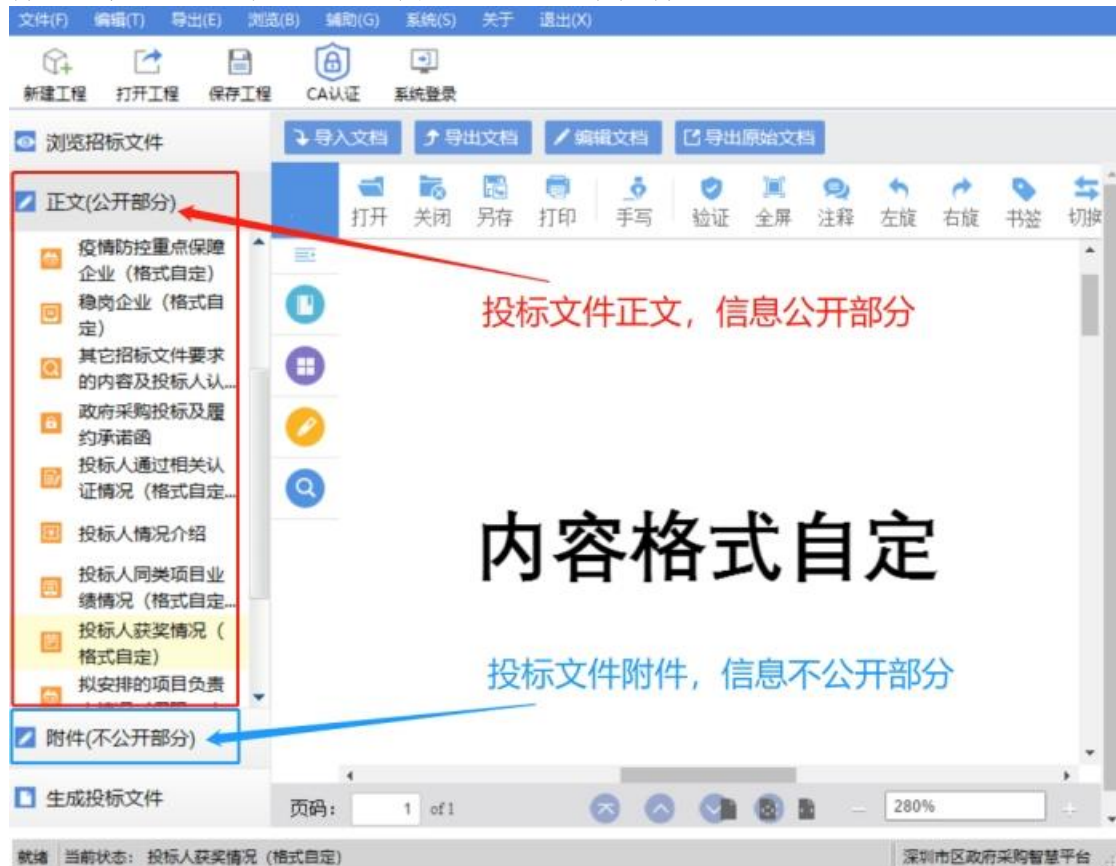 文件(F) 编辑(T) 导出(E) 浏览(B) 辅助(G) 系统(S) 关于 退出(X)
新建工程 打开工程 保存工程 CA认证 系统登录
浏览招标文件
导入文档 导出文档 编辑文档 导出原始文档
正文(公开部分)
打开 关闭 另存 打印 手写 验证 全屏 注释 左旋 右旋 书签 切换
疫情防控重点保障
企业（格式自定）
稳岗企业（格式自
定）
其它招标文件要求
的内容及投标人认...
政府采购投标及履
约承诺函
投标人通过相关认
证情况（格式自定...
投标人情况介绍
投标人同类项目业
绩情况（格式自定...
投标人获奖情况（
格式自定）
拟安排的项目负责
投标文件正文，信息公开部分
内容格式自定
投标文件附件，信息不公开部分
附件(不公开部分)
生成投标文件
页码： 1 of 1 280%
就绪 当前状态：投标人获奖情况（格式自定） 深圳市区政府采购智慧平台